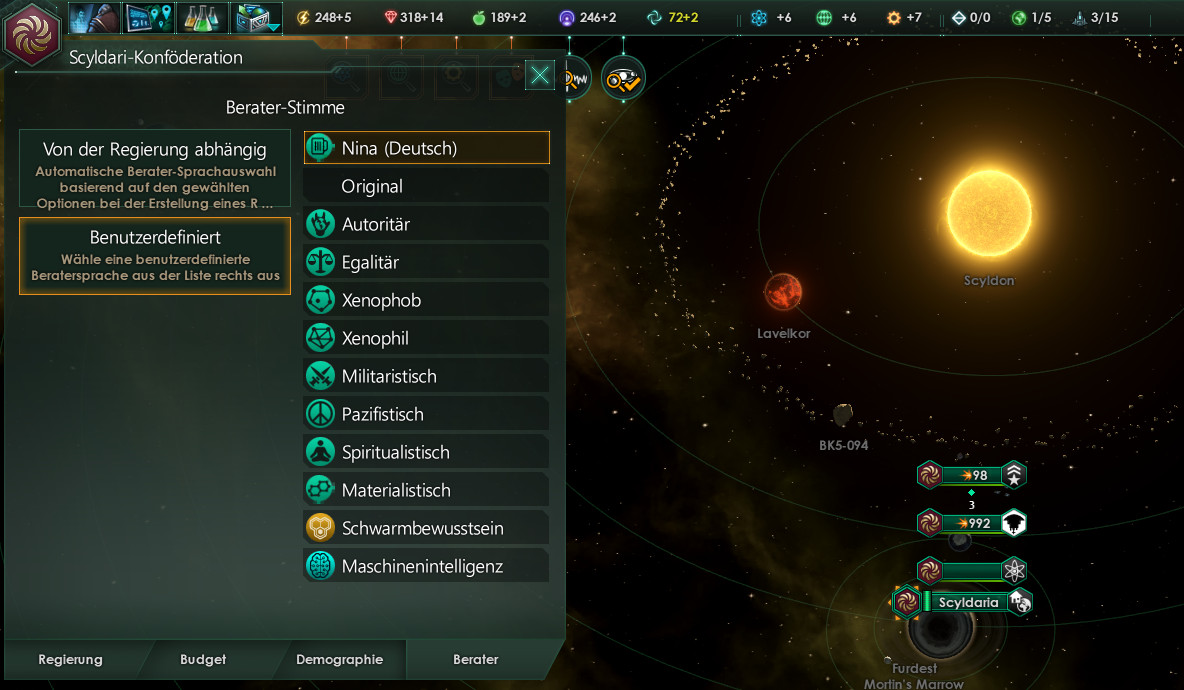 248+5 318+14 189+2 246+2 72+2 +6 +6 +7 0/0 1/5 3/15
Scyldari-Konföderation
Berater-Stimme
Von der Regierung abhängig
Automatische Berater-Sprachauswahl
basierend auf den gewählten
Optionen bei der Erstellung eines R ...
Benutzerdefiniert
Wähle eine benutzerdefinierte
Beratersprache aus der Liste rechts aus
Nina (Deutsch)
Original
Autoritär
Egalitär
Xenophob
Xenophil
Militaristisch
Pazifistisch
Spiritualistisch
Materialistisch
Schwarmbewusstsein
Maschinenintelligenz
Regierung Budget Demographie Berater
Scyldon
Lavelkor
BK5-094
98
3
992
Scyldaria
Furdest
Mortin's Marrow